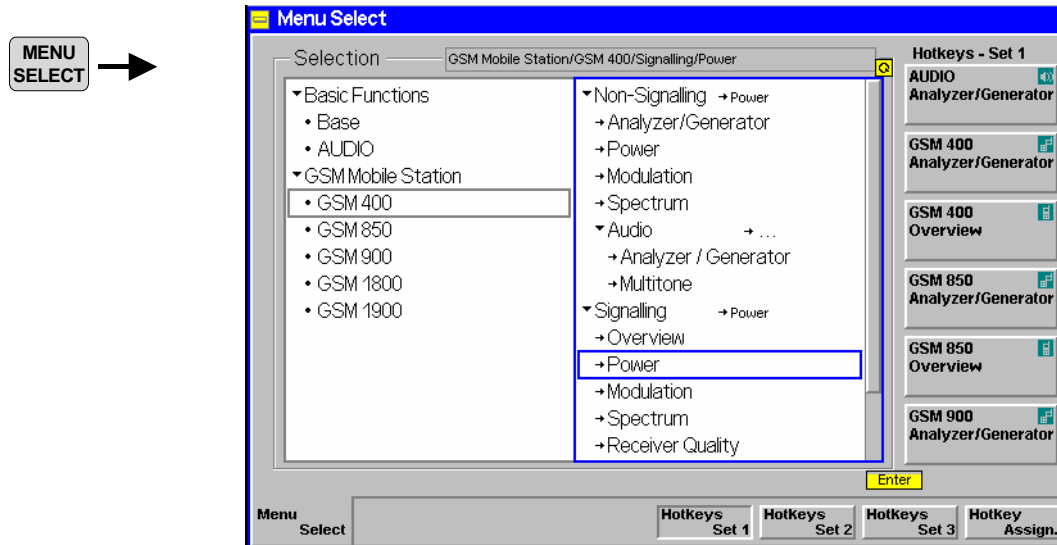 MENU
SELECT
Menu Select
Selection
GSM Mobile Station/GSM 400/Signalling/Power
▾Basic Functions
• Base
• AUDIO
▾GSM Mobile Station
• GSM 400
• GSM 850
• GSM 900
• GSM 1800
• GSM 1900
▾Non-Signalling →Power
→Analyzer/Generator
→Power
→Modulation
→Spectrum
▾Audio →...
→Analyzer / Generator
→Multitone
▾Signalling →Power
→Overview
→Power
→Modulation
→Spectrum
→Receiver Quality
Enter
Hotkeys - Set 1
AUDIO
Analyzer/Generator
GSM 400
Analyzer/Generator
GSM 400
Overview
GSM 850
Analyzer/Generator
GSM 850
Overview
GSM 900
Analyzer/Generator
Menu
Select
Hotkeys
Set 1
Hotkeys
Set 2
Hotkeys
Set 3
Hotkey
Assign.